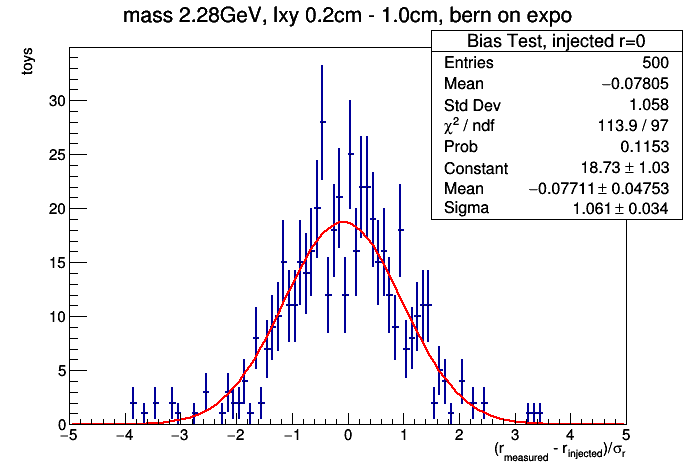 mass 2.28GeV, lxy 0.2cm - 1.0cm, bern on expo
toys
Bias Test, injected r=0
Entries 500
Mean −0.07805
Std Dev 1.058
χ² / ndf 113.9 / 97
Prob 0.1153
Constant 18.73 ± 1.03
Mean −0.07711 ± 0.04753
Sigma 1.061 ± 0.034
30
25
20
15
10
5
0
−5 −4 −3 −2 −1 0 1 2 3 4 5
(r_measured - r_injected)/σ_r